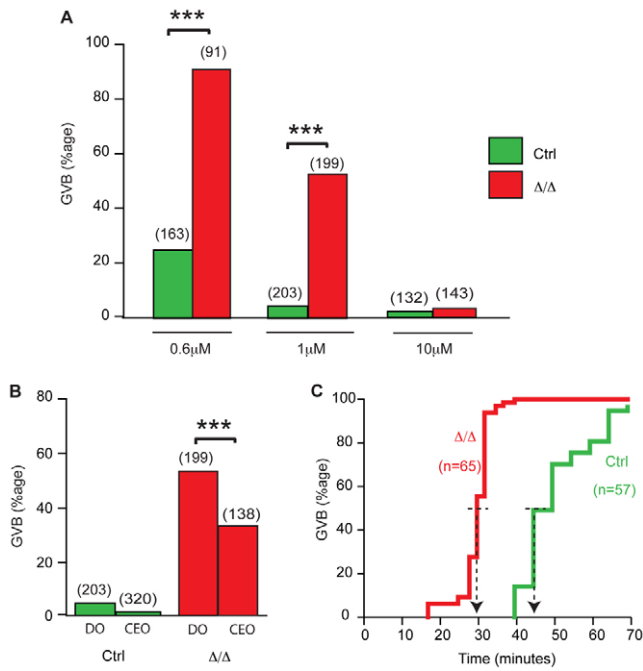 A
***
(91)
100
80
60
40
20
0
GVB (%age)
(163)
***
(199)
(203)
(132)
(143)
0.6µM
1µM
10µM
Ctrl
Δ/Δ
B
80
60
40
20
0
GVB (%age)
***
(199)
(138)
(203)
(320)
DO
CEO
DO
CEO
Ctrl
Δ/Δ
C
100
80
60
40
20
0
GVB (%age)
Δ/Δ
(n=65)
Ctrl
(n=57)
10
20
30
40
50
60
70
Time (minutes)